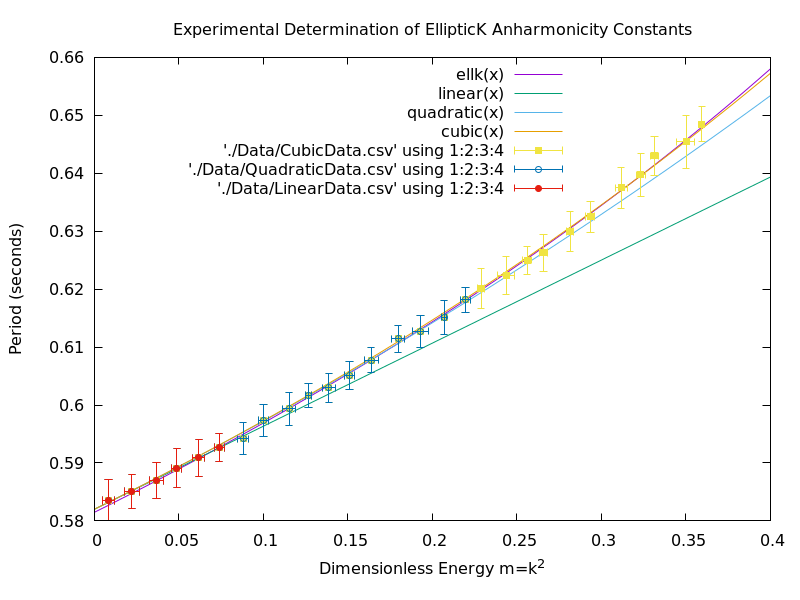 Experimental Determination of EllipticK Anharmonicity Constants
0.66
0.65
0.64
0.63
0.62
0.61
0.6
0.59
0.58
Period (seconds)
ellk(x)
linear(x)
quadratic(x)
cubic(x)
'./Data/CubicData.csv' using 1:2:3:4
'./Data/QuadraticData.csv' using 1:2:3:4
'./Data/LinearData.csv' using 1:2:3:4
0 0.05 0.1 0.15 0.2 0.25 0.3 0.35 0.4
Dimensionless Energy m=k²